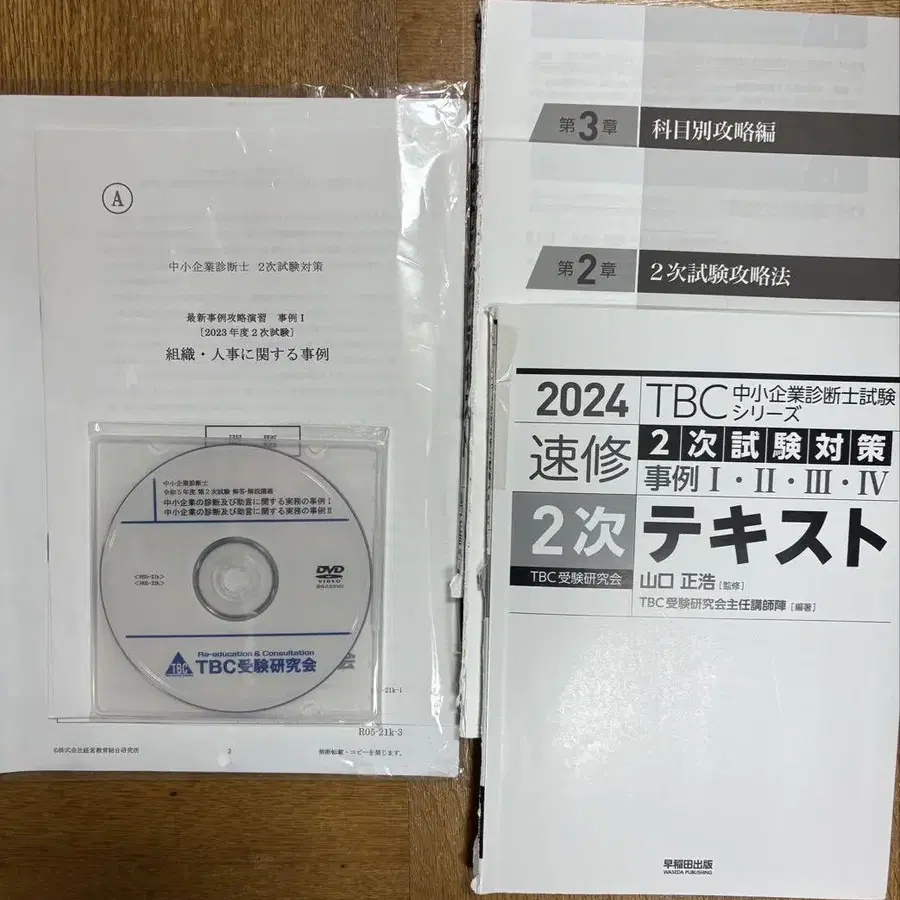 A
中小企業診断士 2次試験対策
最新事例攻略演習 事例Ⅰ
［2023年度2次試験］
組織・人事に関する事例
中小企業診断士
令和5年度 第2次試験 解答・解説講義
中小企業の診断及び助言に関する実務の事例Ⅰ
中小企業の診断及び助言に関する実務の事例Ⅱ
<R05-21k>
<R05-22k>
DVD
VIDEO
Re-education & Consultation
TBC
TBC受験研究会
R05-21k-3
©株式会社経営教育総合研究所
2
無断転載・コピーを禁じます。
第3章 科目別攻略編
第2章 2次試験攻略法
2024
速修
2次
TBC受験研究会
TBC 中小企業診断士試験
シリーズ
2次試験対策
事例Ⅰ・Ⅱ・Ⅲ・Ⅳ
テキスト
山口 正浩［監修］
TBC受験研究会主任講師陣［編著］
早稲田出版
WASEDA PUBLISHING